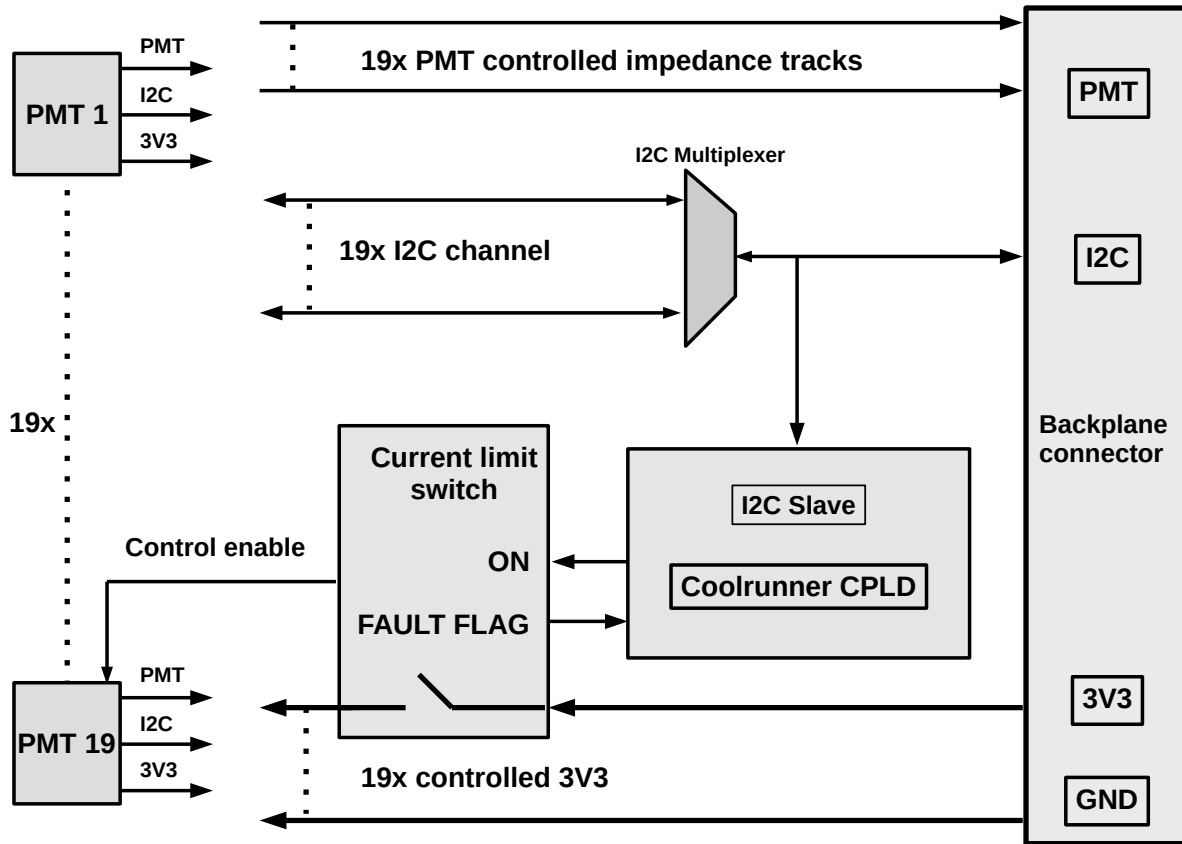 PMT
19x PMT controlled impedance tracks
PMT 1
I2C
3V3
PMT
I2C Multiplexer
19x I2C channel
I2C
19x
Backplane
connector
Current limit
switch
I2C Slave
Control enable
ON
Coolrunner CPLD
FAULT FLAG
PMT
PMT 19
I2C
3V3
3V3
19x controlled 3V3
GND